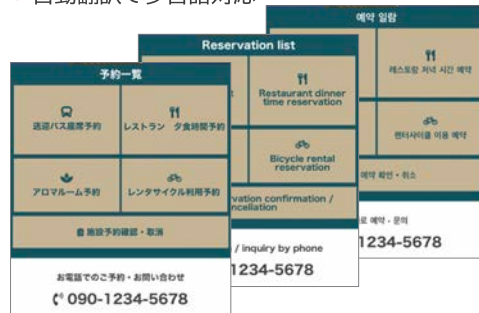 自動翻訳で多言語対応
予約一覧
送迎バス座席予約
レストラン 夕食時間予約
アロマルーム予約
レンタサイクル利用予約
施設予約確認・取消
お電話でのご予約・お問い合わせ
090-1234-5678
Reservation list
Restaurant dinner
time reservation
Bicycle rental
reservation
vation confirmation /
ncellation
/ inquiry by phone
1234-5678
예약 일람
레스토랑 저녁 시간 예약
렌터사이클 이용 예약
예약 확인・취소
로 예약・문의
1234-5678